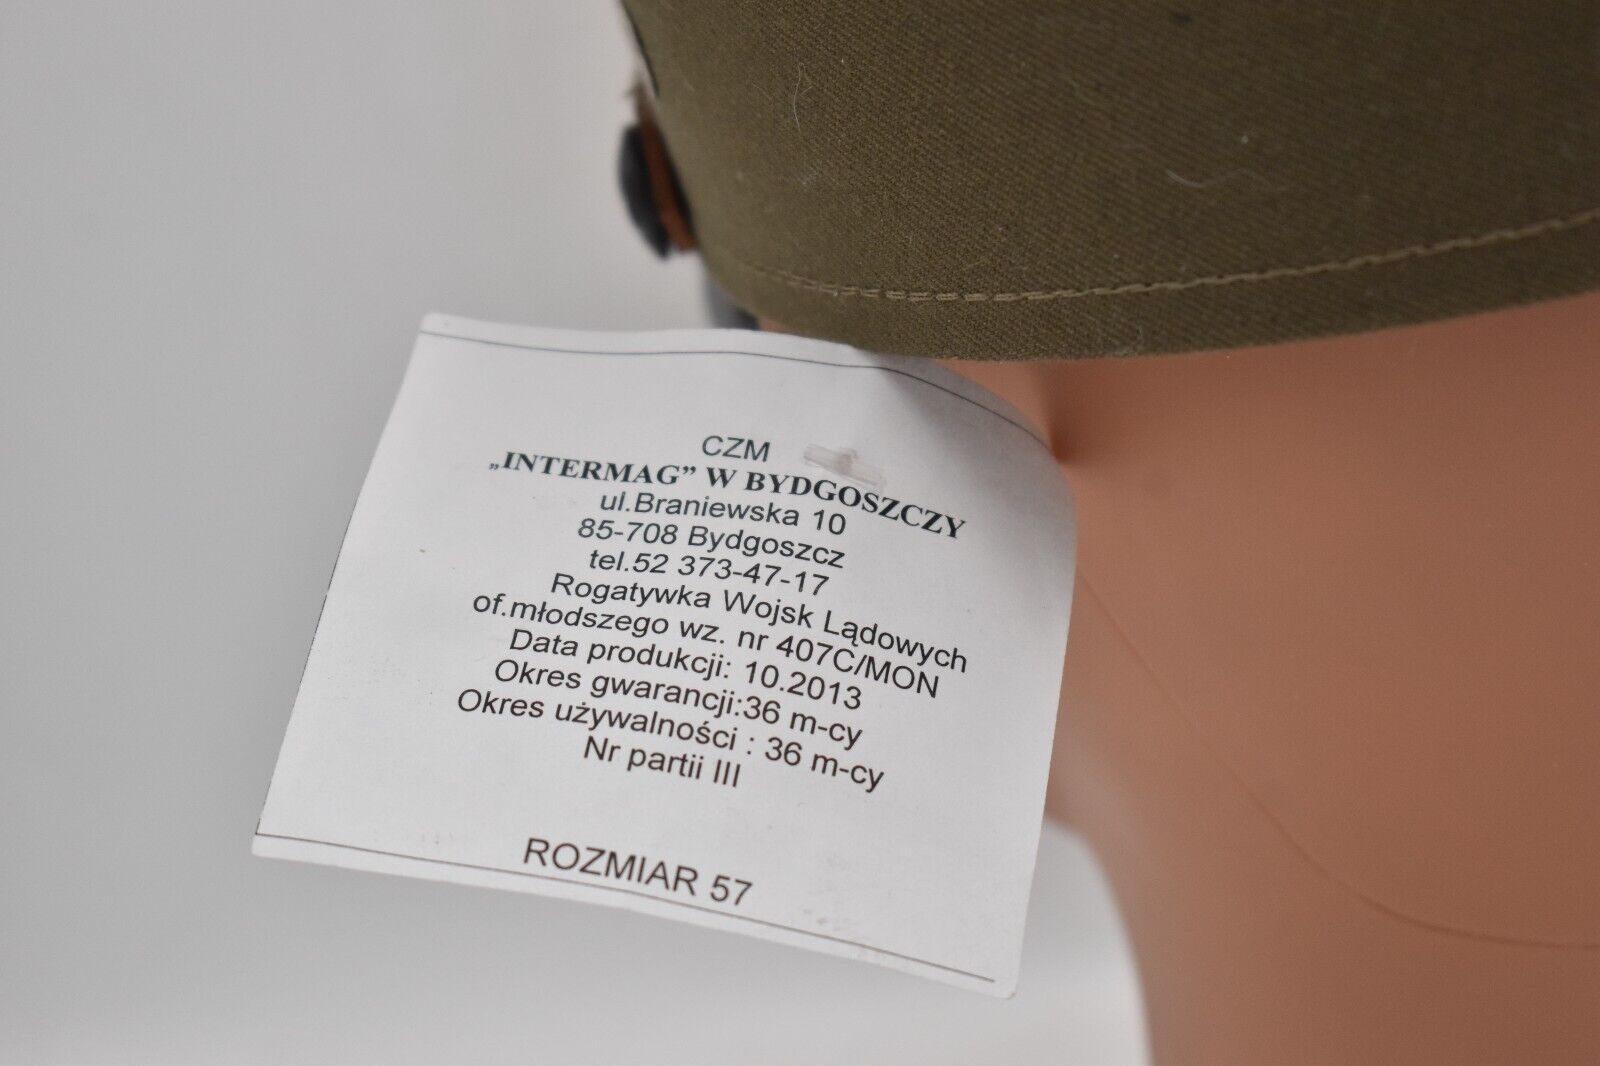 CZM
„INTERMAG” W BYDGOSZCZY
ul.Braniewska 10
85-708 Bydgoszcz
tel.52 373-47-17
Rogatywka Wojsk Lądowych
of.młodszego wz. nr 407C/MON
Data produkcji: 10.2013
Okres gwarancji:36 m-cy
Okres używalności : 36 m-cy
Nr partii III
ROZMIAR 57